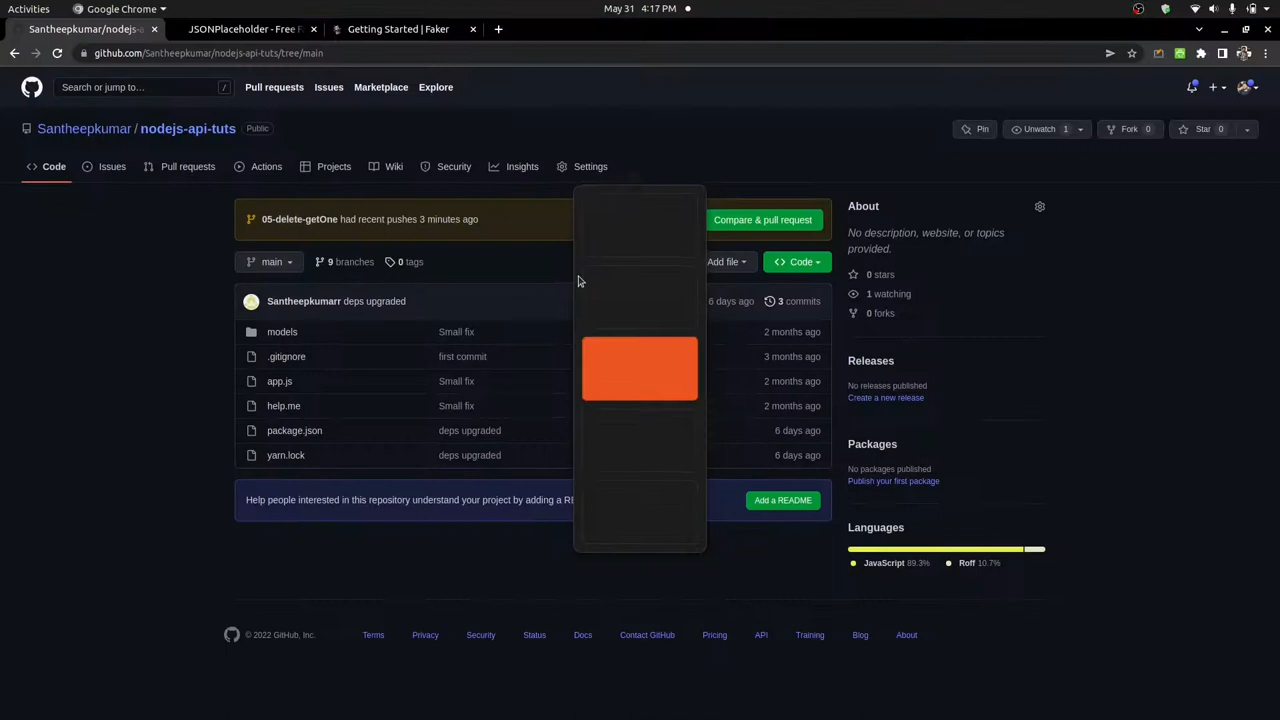 Activities
Google Chrome
May 31 4:17 PM
Santheepkumar/nodejs-a
JSONPlaceholder - Free F
Getting Started | Faker
github.com/Santheepkumar/nodejs-api-tuts/tree/main
Search or jump to…
/
Pull requests
Issues
Marketplace
Explore
Santheepkumar / nodejs-api-tuts
Public
Pin
Unwatch 1
Fork 0
Star 0
Code
Issues
Pull requests
Actions
Projects
Wiki
Security
Insights
Settings
05-delete-getOne had recent pushes 3 minutes ago
Compare & pull request
main
9 branches
0 tags
Add file
Code
Santheepkumarr deps upgraded
6 days ago
3 commits
models Small fix 2 months ago
.gitignore first commit 3 months ago
app.js Small fix 2 months ago
help.me Small fix 2 months ago
package.json deps upgraded 6 days ago
yarn.lock deps upgraded 6 days ago
Help people interested in this repository understand your project by adding a RE
Add a README
About
No description, website, or topics
provided.
0 stars
1 watching
0 forks
Releases
No releases published
Create a new release
Packages
No packages published
Publish your first package
Languages
JavaScript 89.3%
Roff 10.7%
© 2022 GitHub, Inc.
Terms
Privacy
Security
Status
Docs
Contact GitHub
Pricing
API
Training
Blog
About